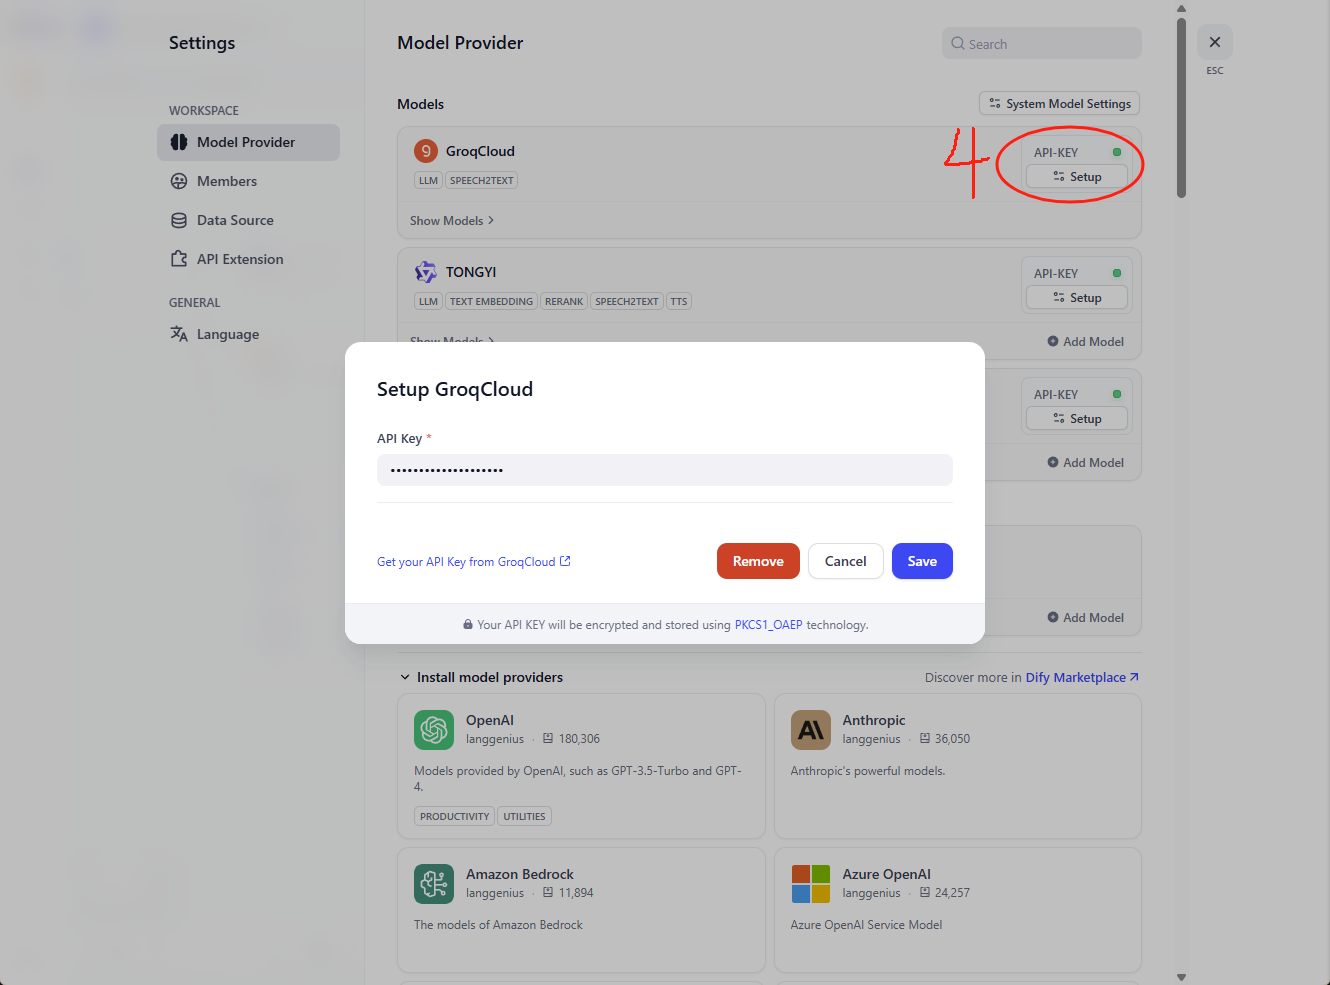 Settings
WORKSPACE
Model Provider
Members
Data Source
API Extension
GENERAL
Language
Model Provider
Search
ESC
Models
System Model Settings
GroqCloud
LLM SPEECH2TEXT
4
API-KEY
Setup
Show Models
TONGYI
LLM TEXT EMBEDDING RERANK SPEECH2TEXT TTS
API-KEY
Setup
Show Models
Add Model
API-KEY
Setup
Add Model
Add Model
Setup GroqCloud
API Key *
••••••••••••••••••••
Get your API Key from GroqCloud
Remove
Cancel
Save
Your API KEY will be encrypted and stored using PKCS1_OAEP technology.
Install model providers
Discover more in Dify Marketplace
OpenAI
langgenius · 180,306
Models provided by OpenAI, such as GPT-3.5-Turbo and GPT-
4.
PRODUCTIVITY UTILITIES
Anthropic
langgenius · 36,050
Anthropic's powerful models.
Amazon Bedrock
langgenius · 11,894
The models of Amazon Bedrock
Azure OpenAI
langgenius · 24,257
Azure OpenAI Service Model